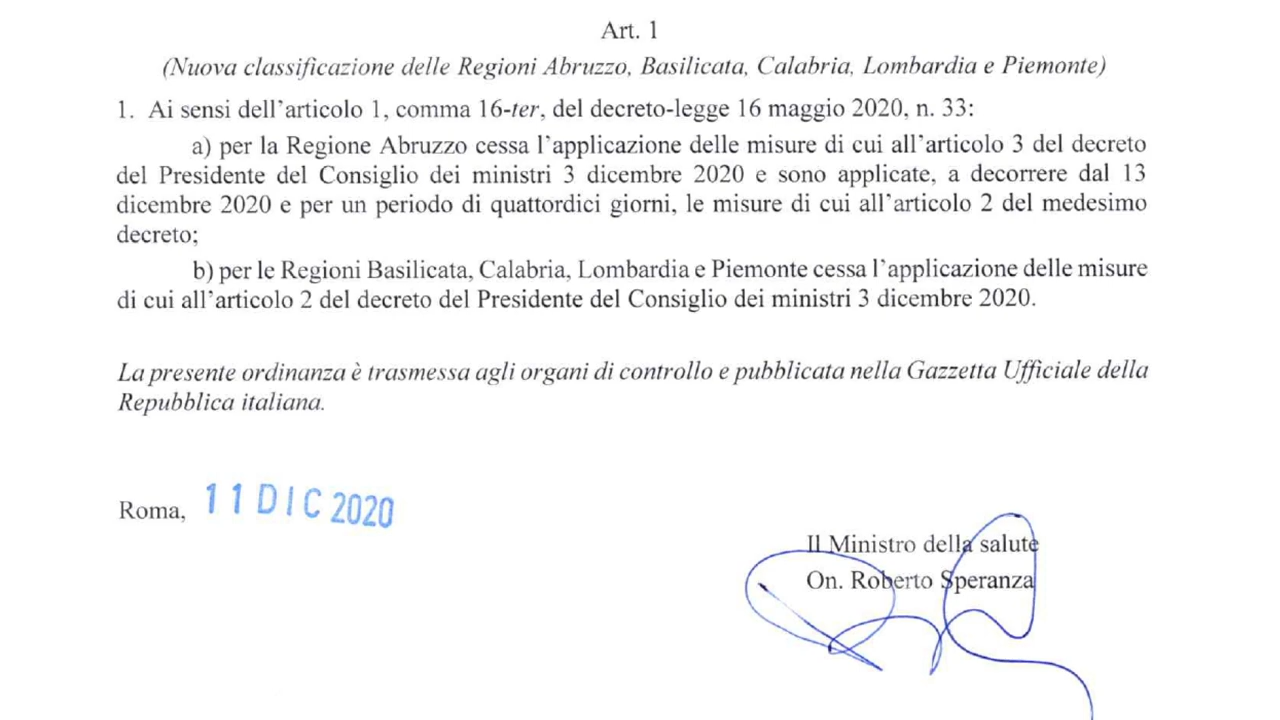 Art. 1
(Nuova classificazione delle Regioni Abruzzo, Basilicata, Calabria, Lombardia e Piemonte)
1. Ai sensi dell'articolo 1, comma 16-ter, del decreto-legge 16 maggio 2020, n. 33:
a) per la Regione Abruzzo cessa l'applicazione delle misure di cui all'articolo 3 del decreto
del Presidente del Consiglio dei ministri 3 dicembre 2020 e sono applicate, a decorrere dal 13
dicembre 2020 e per un periodo di quattordici giorni, le misure di cui all'articolo 2 del medesimo
decreto;
b) per le Regioni Basilicata, Calabria, Lombardia e Piemonte cessa l'applicazione delle misure
di cui all'articolo 2 del decreto del Presidente del Consiglio dei ministri 3 dicembre 2020.
La presente ordinanza è trasmessa agli organi di controllo e pubblicata nella Gazzetta Ufficiale della
Repubblica italiana.
Roma, 11 DIC 2020
Il Ministro della salute
On. Roberto Speranza